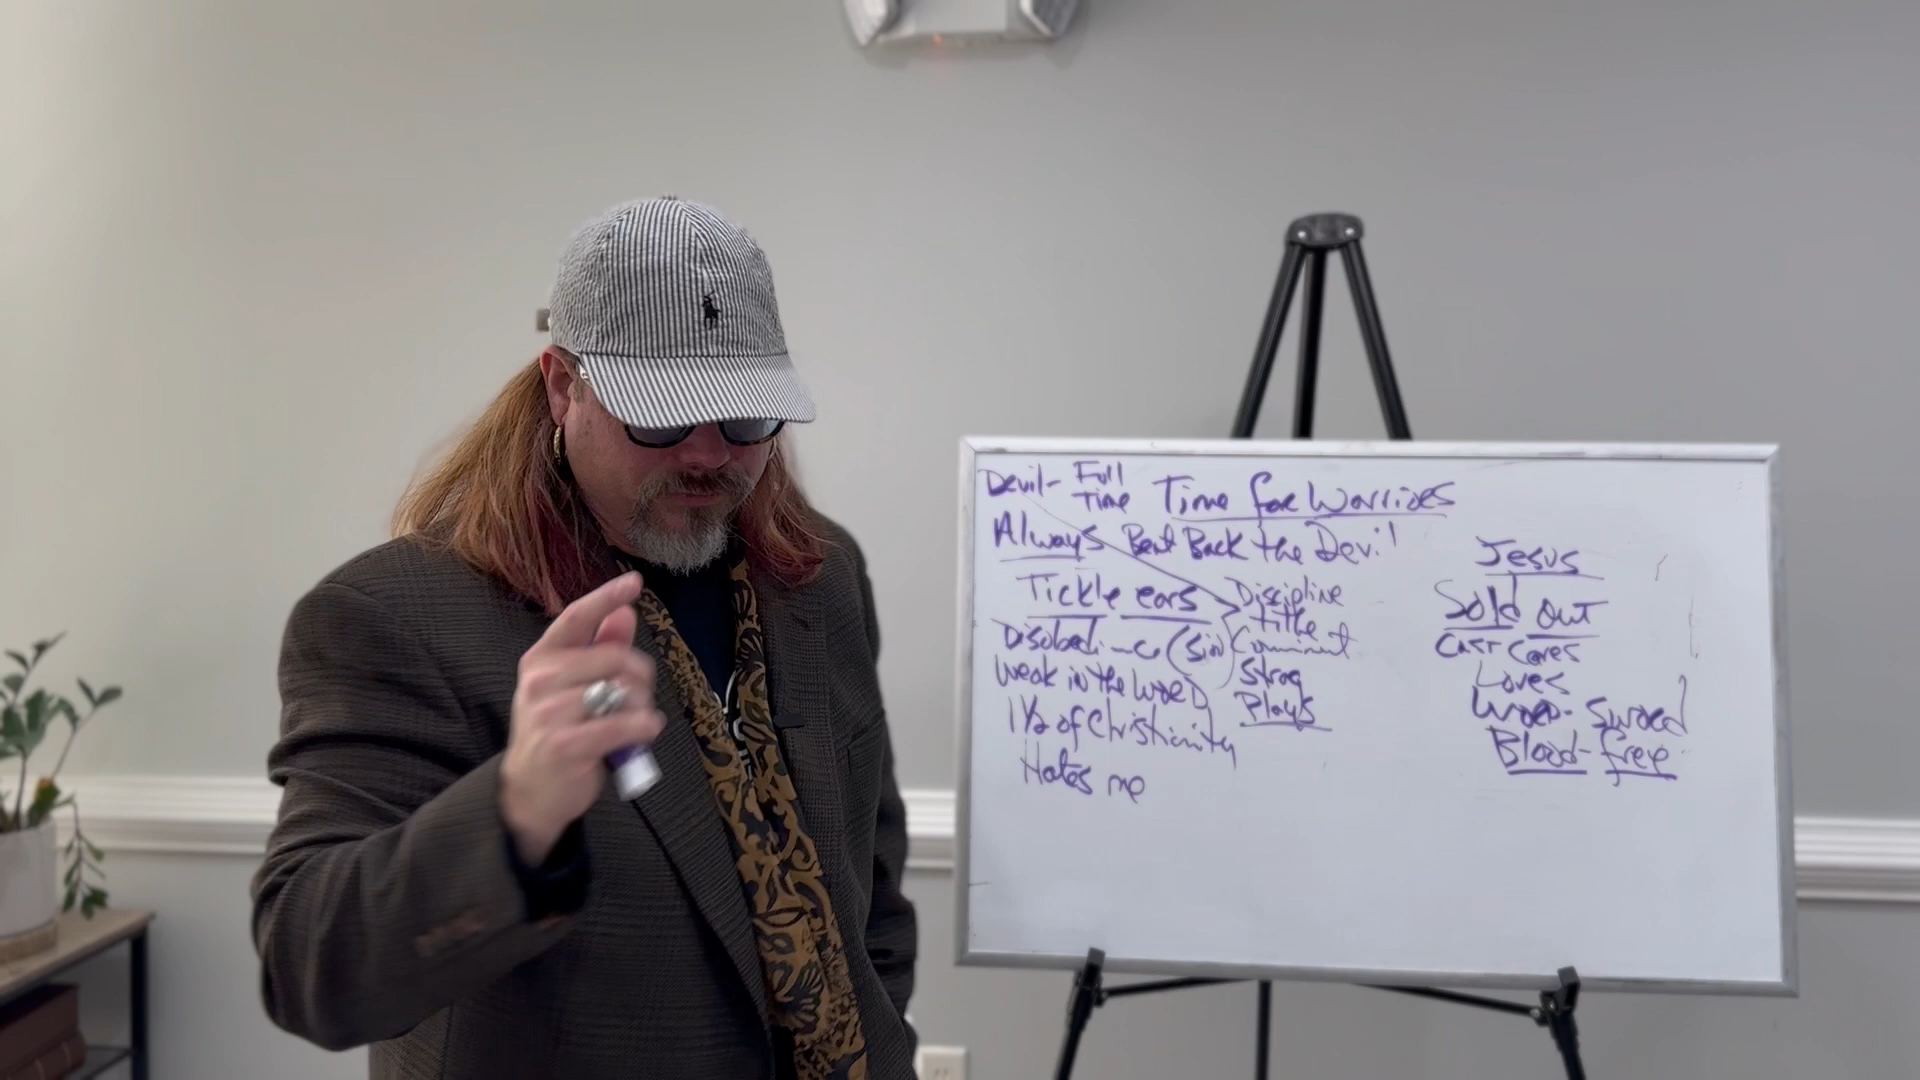 Devil- Full Time
Time for Warriors
Always Beat Back the Devil
Tickle ears
Disobedience (sin)
Weak in the WORD
1/2 of Christianity
Hates me
Discipline
tithe
Commitment
Strong
Plays
Jesus
Sold out
Cast Cares
Loves
Word- Sword
Blood- free